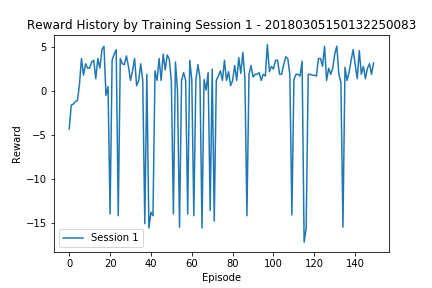 Reward History by Training Session 1 - 20180305150132250083
5
0
−5
−10
−15
Reward
Session 1
0 20 40 60 80 100 120 140
Episode